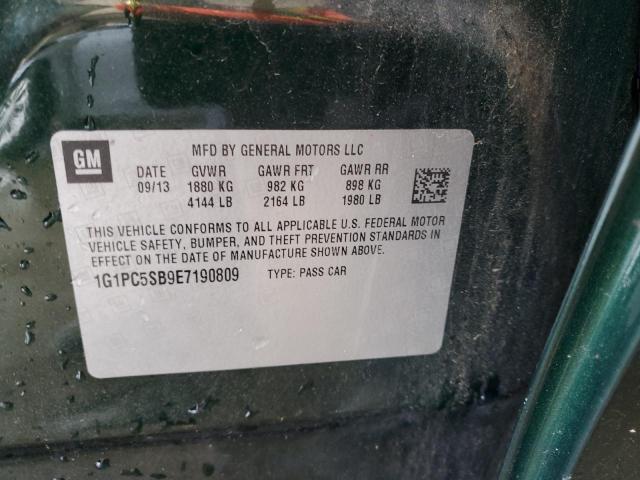 GM
MFD BY GENERAL MOTORS LLC
DATE GVWR GAWR FRT GAWR RR
09/13 1880 KG 982 KG 898 KG
4144 LB 2164 LB 1980 LB
THIS VEHICLE CONFORMS TO ALL APPLICABLE U.S. FEDERAL MOTOR
VEHICLE SAFETY, BUMPER, AND THEFT PREVENTION STANDARDS IN
EFFECT ON THE DATE OF MANUFACTURE SHOWN ABOVE.
1G1PC5SB9E7190809 TYPE: PASS CAR